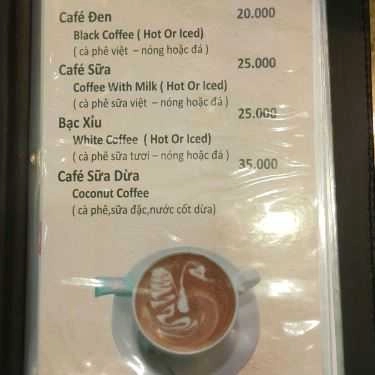 Café Đen 20.000
Black Coffee ( Hot Or Iced)
( cà phê việt – nóng hoặc đá )
Café Sữa 25.000
Coffee With Milk ( Hot Or Iced)
( cà phê sữa việt – nóng hoặc đá )
Bạc Xỉu 25.000
White Coffee ( Hot Or Iced)
( cà phê sữa tươi – nóng hoặc đá )
Café Sữa Dừa 35.000
Coconut Coffee
( cà phê,sữa đặc,nước cốt dừa)